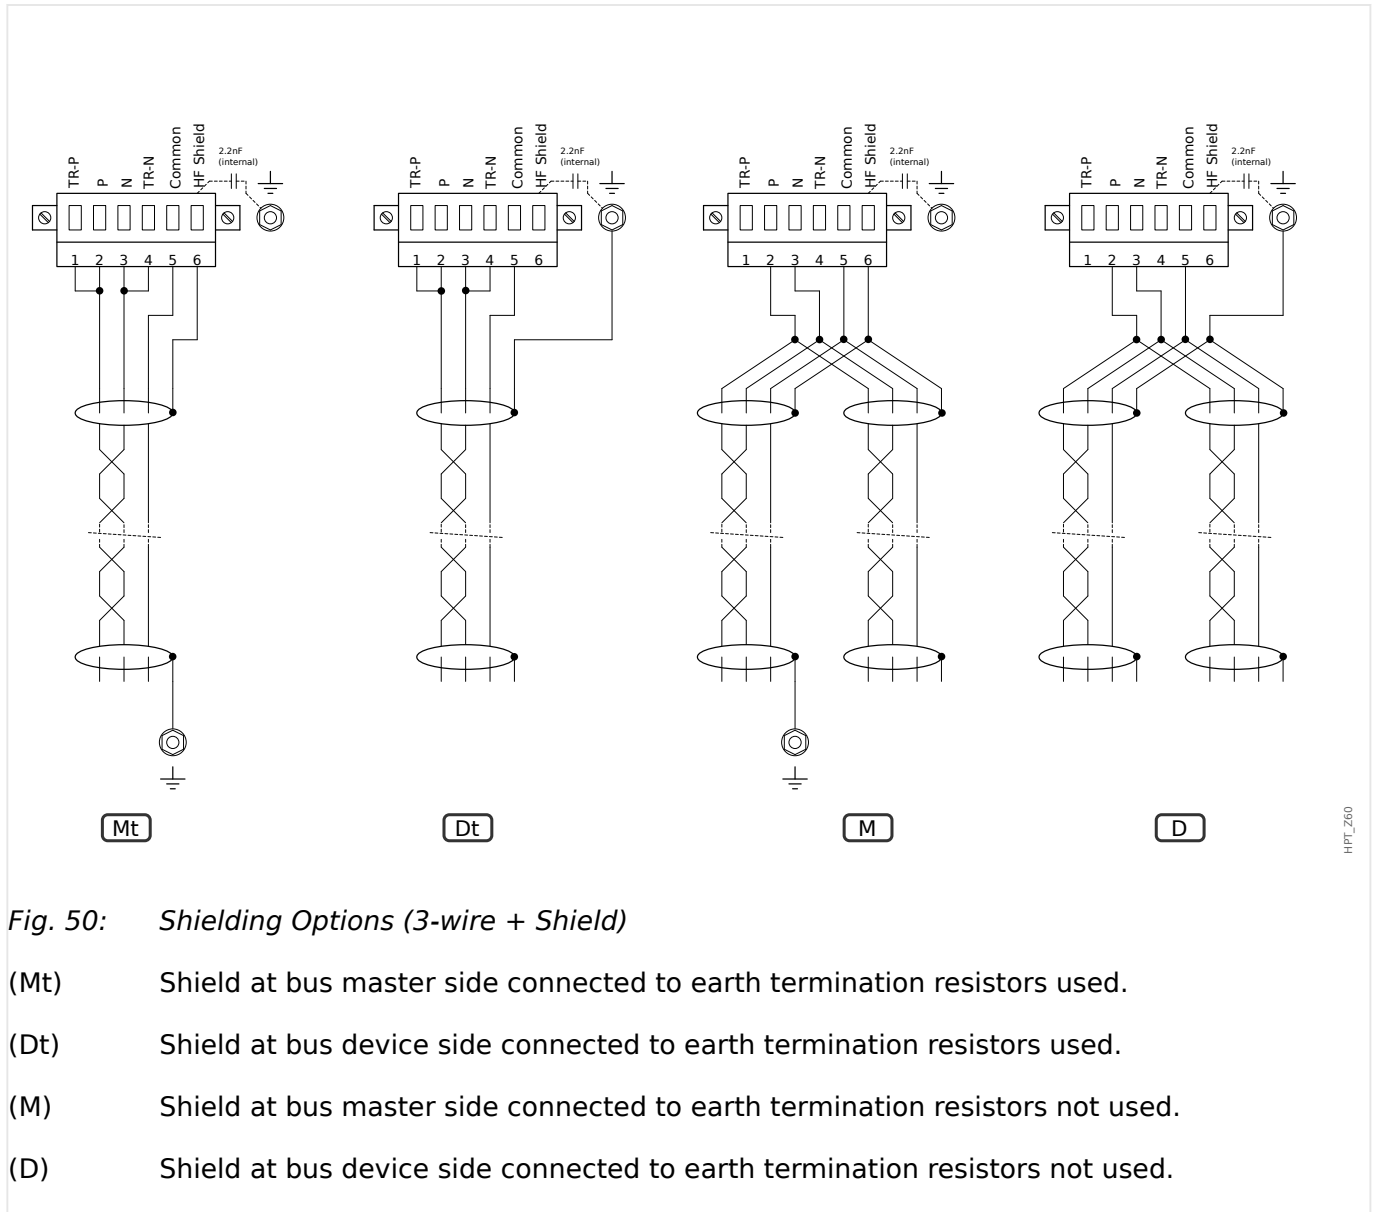 TR-P P N TR-N Common HF Shield 2.2nF (internal)
1 2 3 4 5 6
TR-P P N TR-N Common HF Shield 2.2nF (internal)
1 2 3 4 5 6
TR-P P N TR-N Common HF Shield 2.2nF (internal)
1 2 3 4 5 6
TR-P P N TR-N Common HF Shield 2.2nF (internal)
1 2 3 4 5 6
Mt
Dt
M
D
HPT_Z60
Fig. 50: Shielding Options (3-wire + Shield)
(Mt) Shield at bus master side connected to earth termination resistors used.
(Dt) Shield at bus device side connected to earth termination resistors used.
(M) Shield at bus master side connected to earth termination resistors not used.
(D) Shield at bus device side connected to earth termination resistors not used.